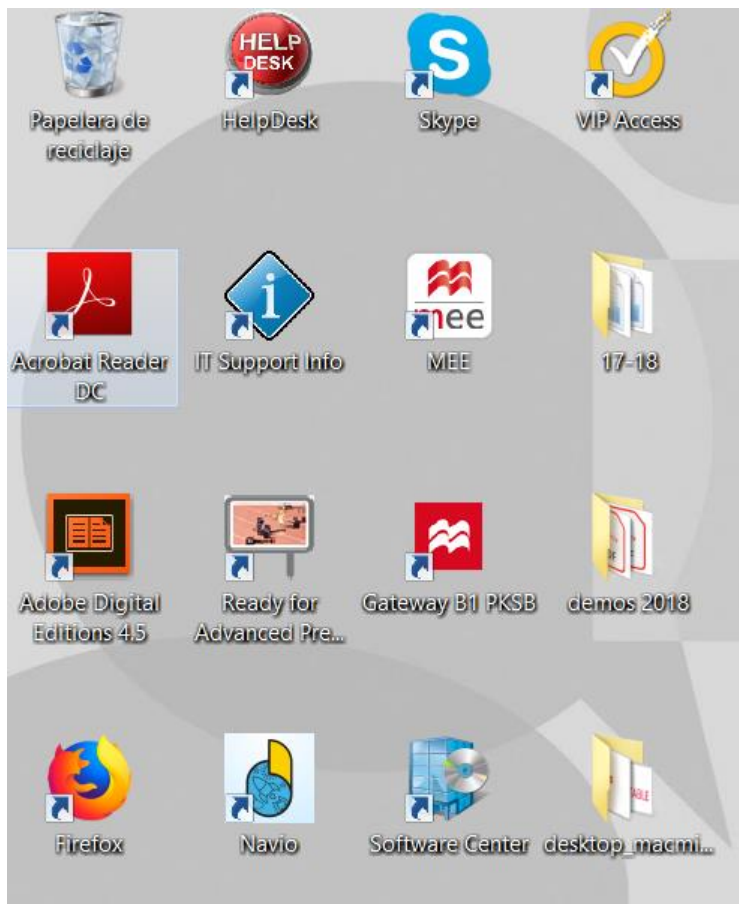 HELP
DESK
S
Papelera de
reciclaje
HelpDesk
Skype
VIP Access
i
mee
Acrobat Reader
DC
IT Support Info
MEE
17-18
Adobe Digital
Editions 4.5
Ready for
Advanced Pre...
Gateway B1 PKSB
demos 2018
ABLE
Firefox
Navio
Software Center
desktop_macmi...